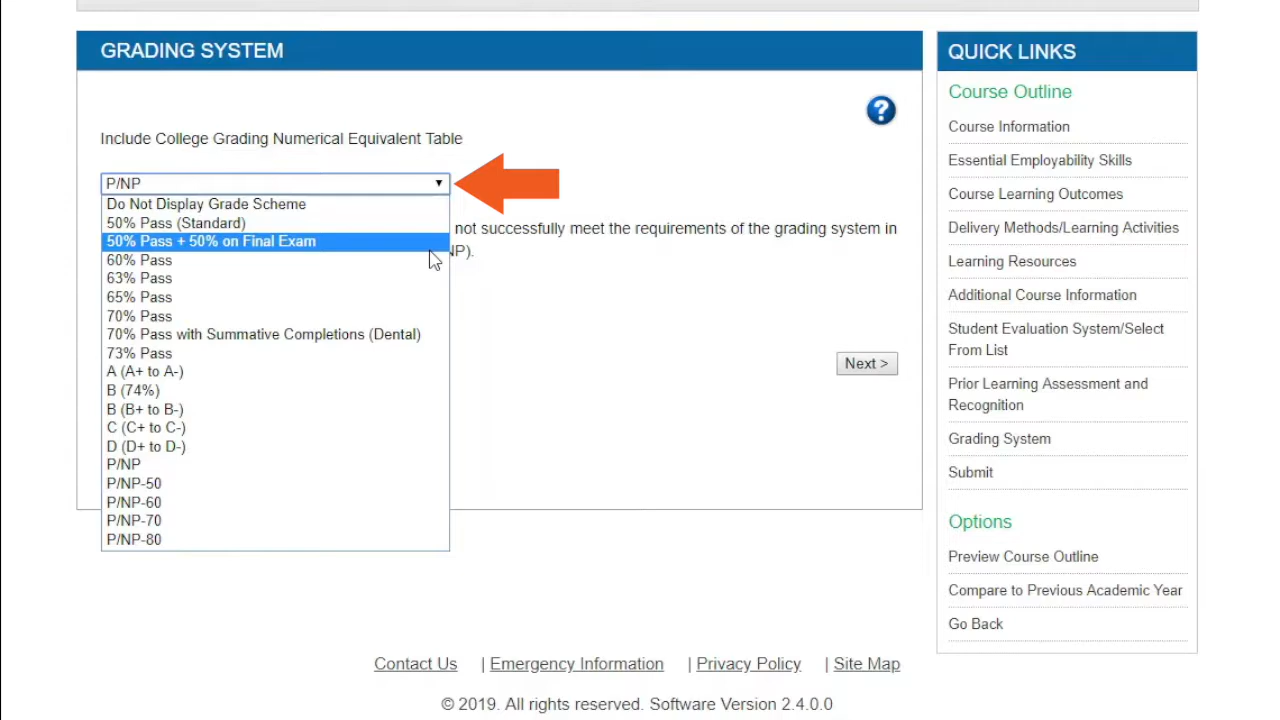 GRADING SYSTEM
Include College Grading Numerical Equivalent Table
P/NP
Do Not Display Grade Scheme
50% Pass (Standard)
50% Pass + 50% on Final Exam
60% Pass
63% Pass
65% Pass
70% Pass
70% Pass with Summative Completions (Dental)
73% Pass
A (A+ to A-)
B (74%)
B (B+ to B-)
C (C+ to C-)
D (D+ to D-)
P/NP
P/NP-50
P/NP-60
P/NP-70
P/NP-80
not successfully meet the requirements of the grading system in
NP).
?
Next >
QUICK LINKS
Course Outline
Course Information
Essential Employability Skills
Course Learning Outcomes
Delivery Methods/Learning Activities
Learning Resources
Additional Course Information
Student Evaluation System/Select
From List
Prior Learning Assessment and
Recognition
Grading System
Submit
Options
Preview Course Outline
Compare to Previous Academic Year
Go Back
Contact Us | Emergency Information | Privacy Policy | Site Map
© 2019. All rights reserved. Software Version 2.4.0.0